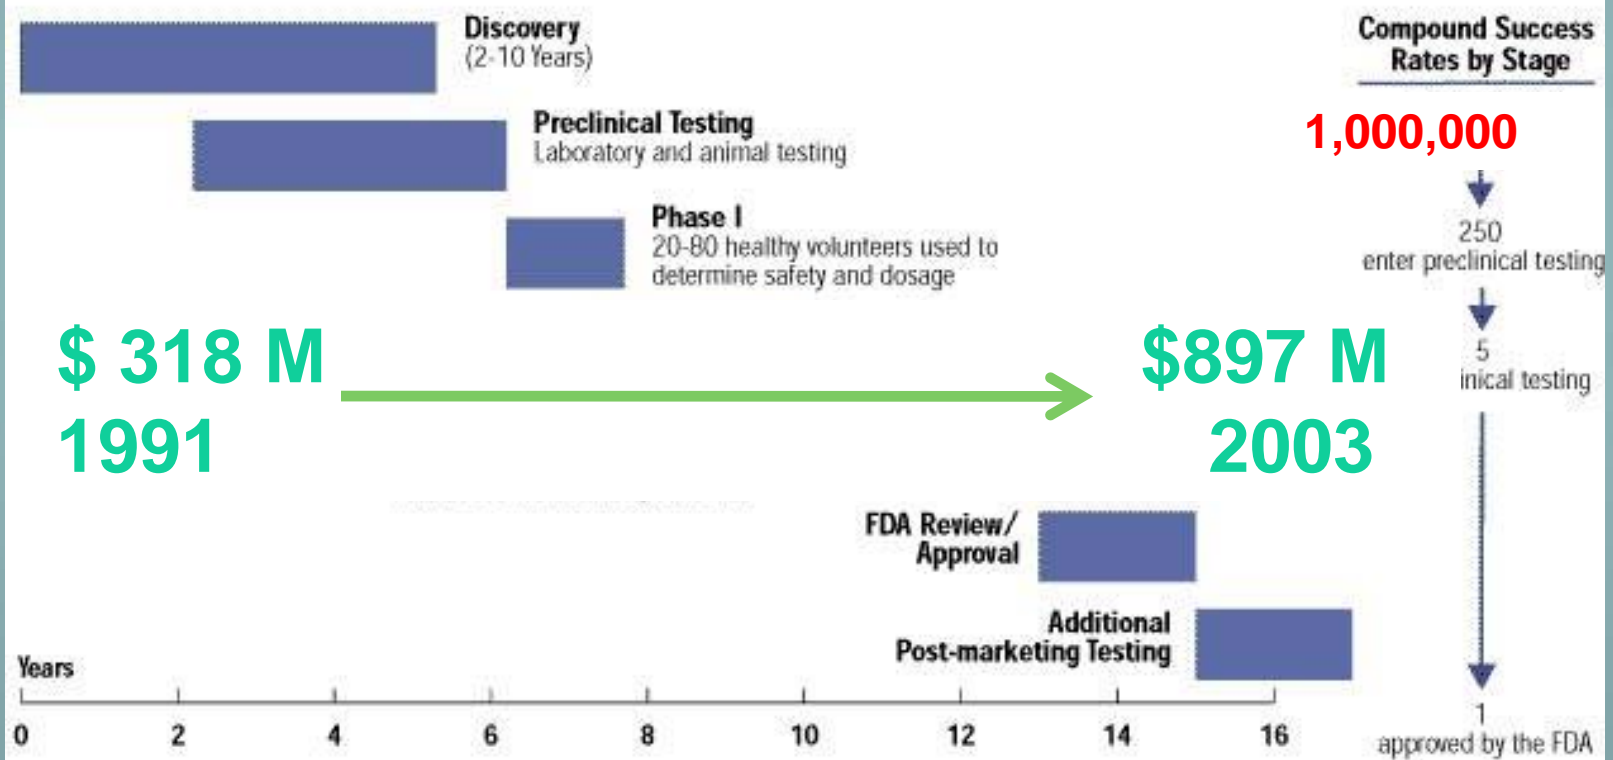 Discovery
(2-10 Years)
Preclinical Testing
Laboratory and animal testing
Phase I
20-80 healthy volunteers used to
determine safety and dosage
$ 318 M
1991
$897 M
2003
FDA Review/
Approval
Additional
Post-marketing Testing
Years
0 2 4 6 8 10 12 14 16
Compound Success
Rates by Stage
1,000,000
250
enter preclinical testing
5
inical testing
1
approved by the FDA